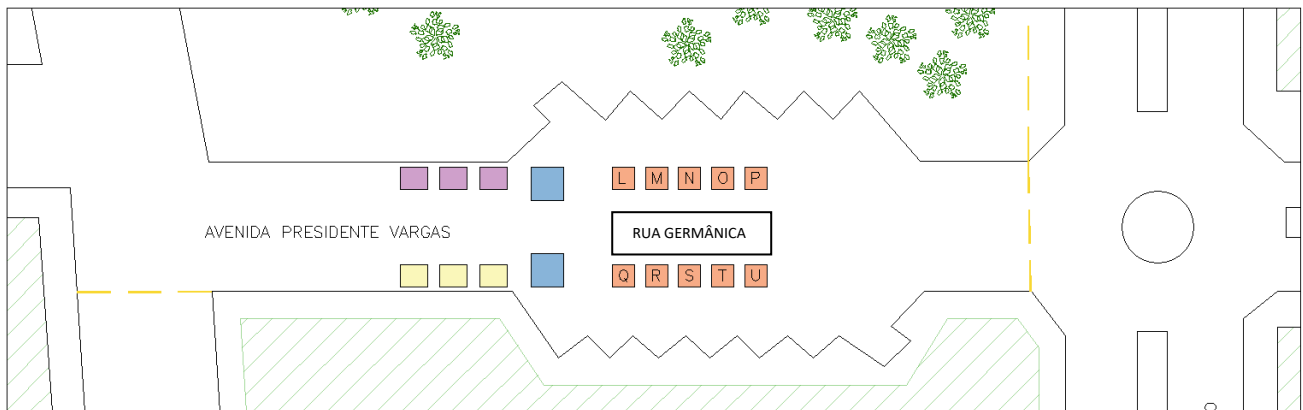 L M N O P
AVENIDA PRESIDENTE VARGAS
RUA GERMÂNICA
Q R S T U